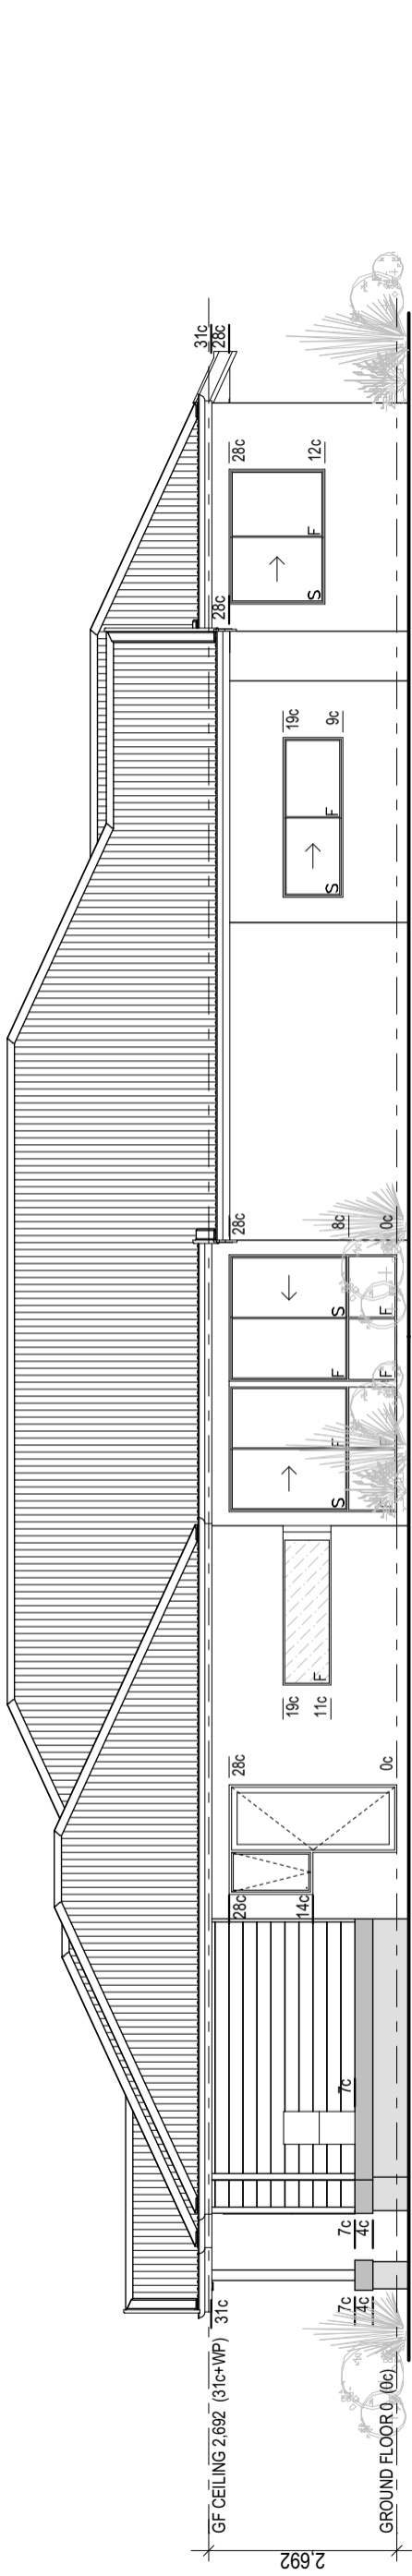 31c
GF CEILING 2,692 (31c+WP)
31c
28c
28c
28c
28c
28c
28c
19c
19c
2,692
14c
S F
12c
11c
F
S F
9c
S F F S
8c
7c
7c
7c
4c
4c
F F F
0c
0c
GROUND FLOOR 0 (0c)